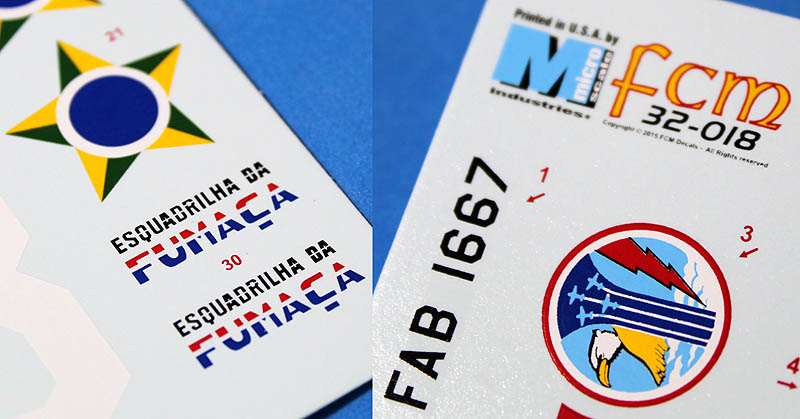 21
ESQUADRILHA DA
FUMAÇA
30
ESQUADRILHA DA
FUMAÇA
Printed in U.S.A. by
M micro scale
industries.
fcm
32-018
Copyright © 2015 FCM Decals - All Rights reserved
1
FAB 1667
3
4